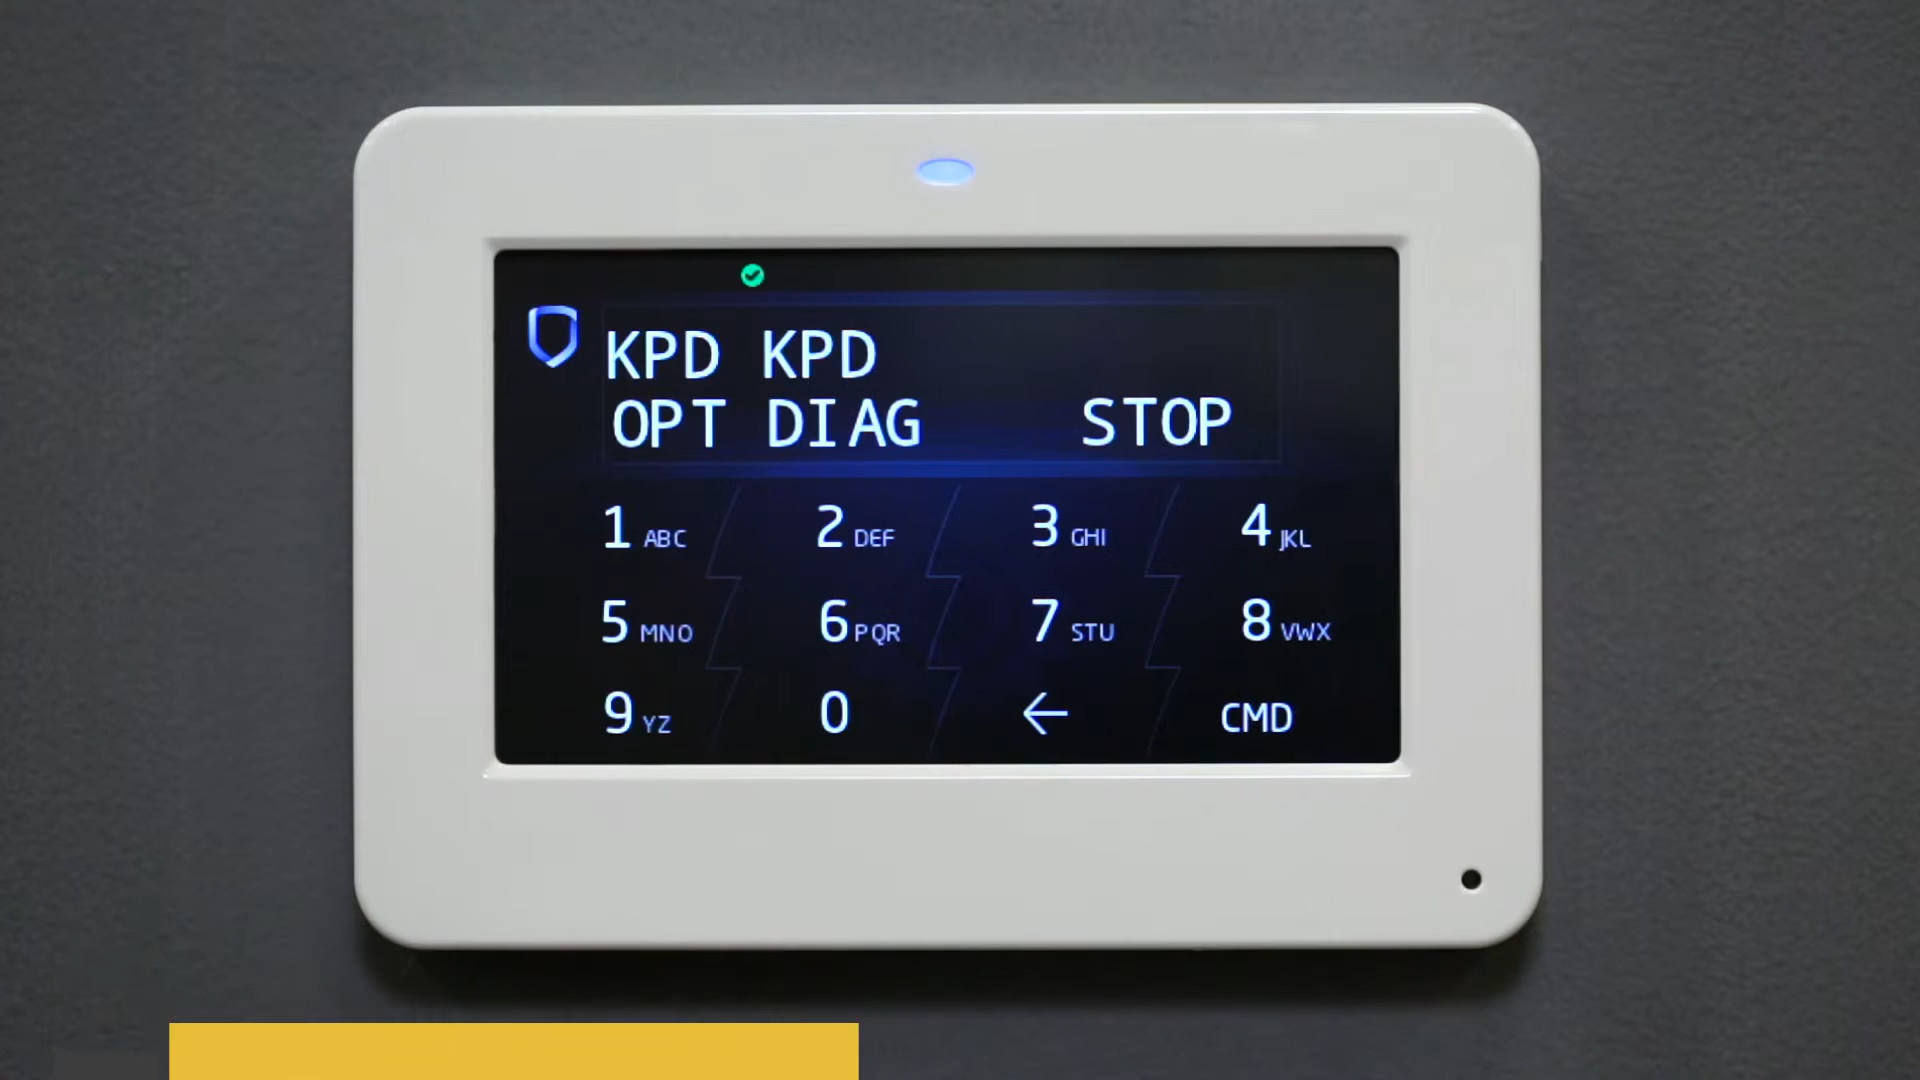 KPD KPD
OPT DIAG STOP
1 ABC 2 DEF 3 GHI 4 JKL
5 MNO 6 PQR 7 STU 8 VWX
9 YZ 0 ← CMD